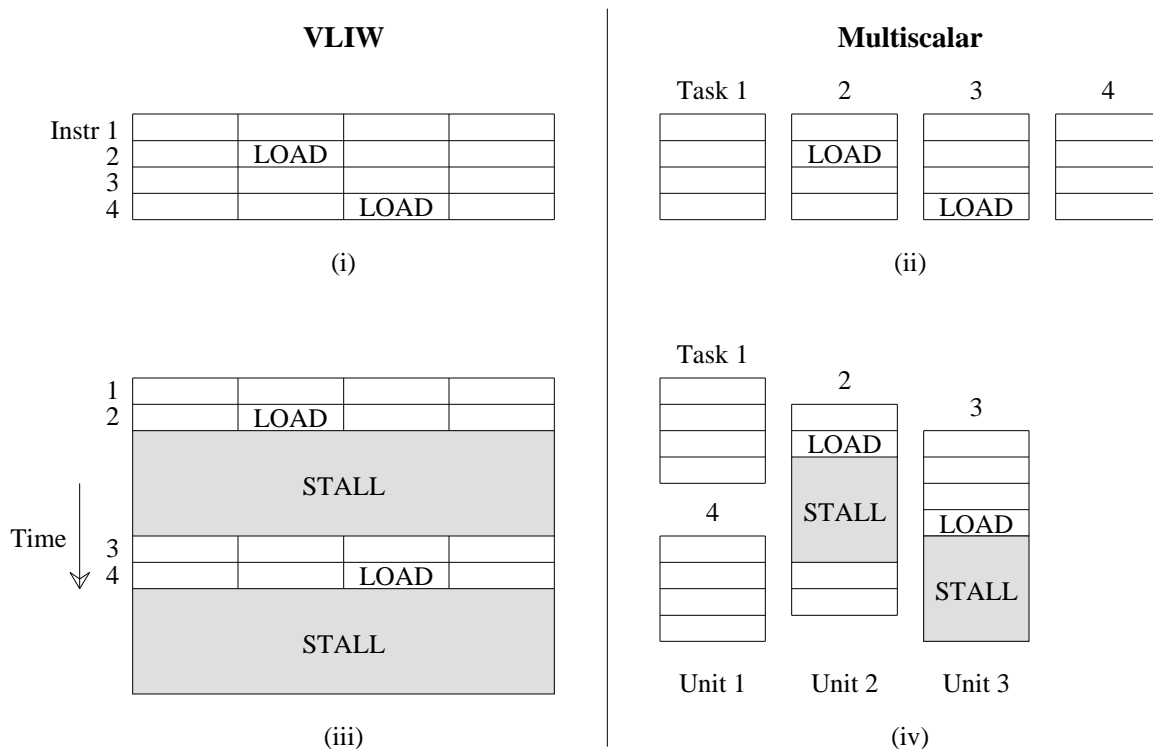 VLIW
Instr 1
2
LOAD
3
4
LOAD
(i)
Multiscalar
Task 1 2 3 4
LOAD
LOAD
(ii)
1
2
LOAD
STALL
Time
3
4
LOAD
STALL
(iii)
Task 1
2
3
LOAD
STALL
4
LOAD
STALL
Unit 1 Unit 2 Unit 3
(iv)